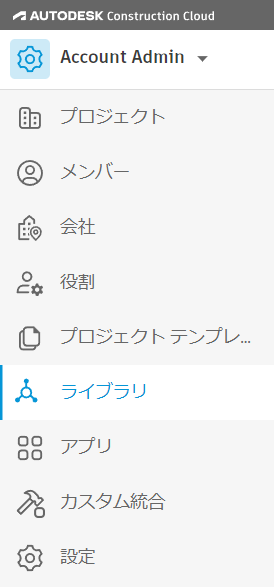 AUTODESK Construction Cloud
Account Admin
プロジェクト
メンバー
会社
役割
プロジェクト テンプレ...
ライブラリ
アプリ
カスタム統合
設定